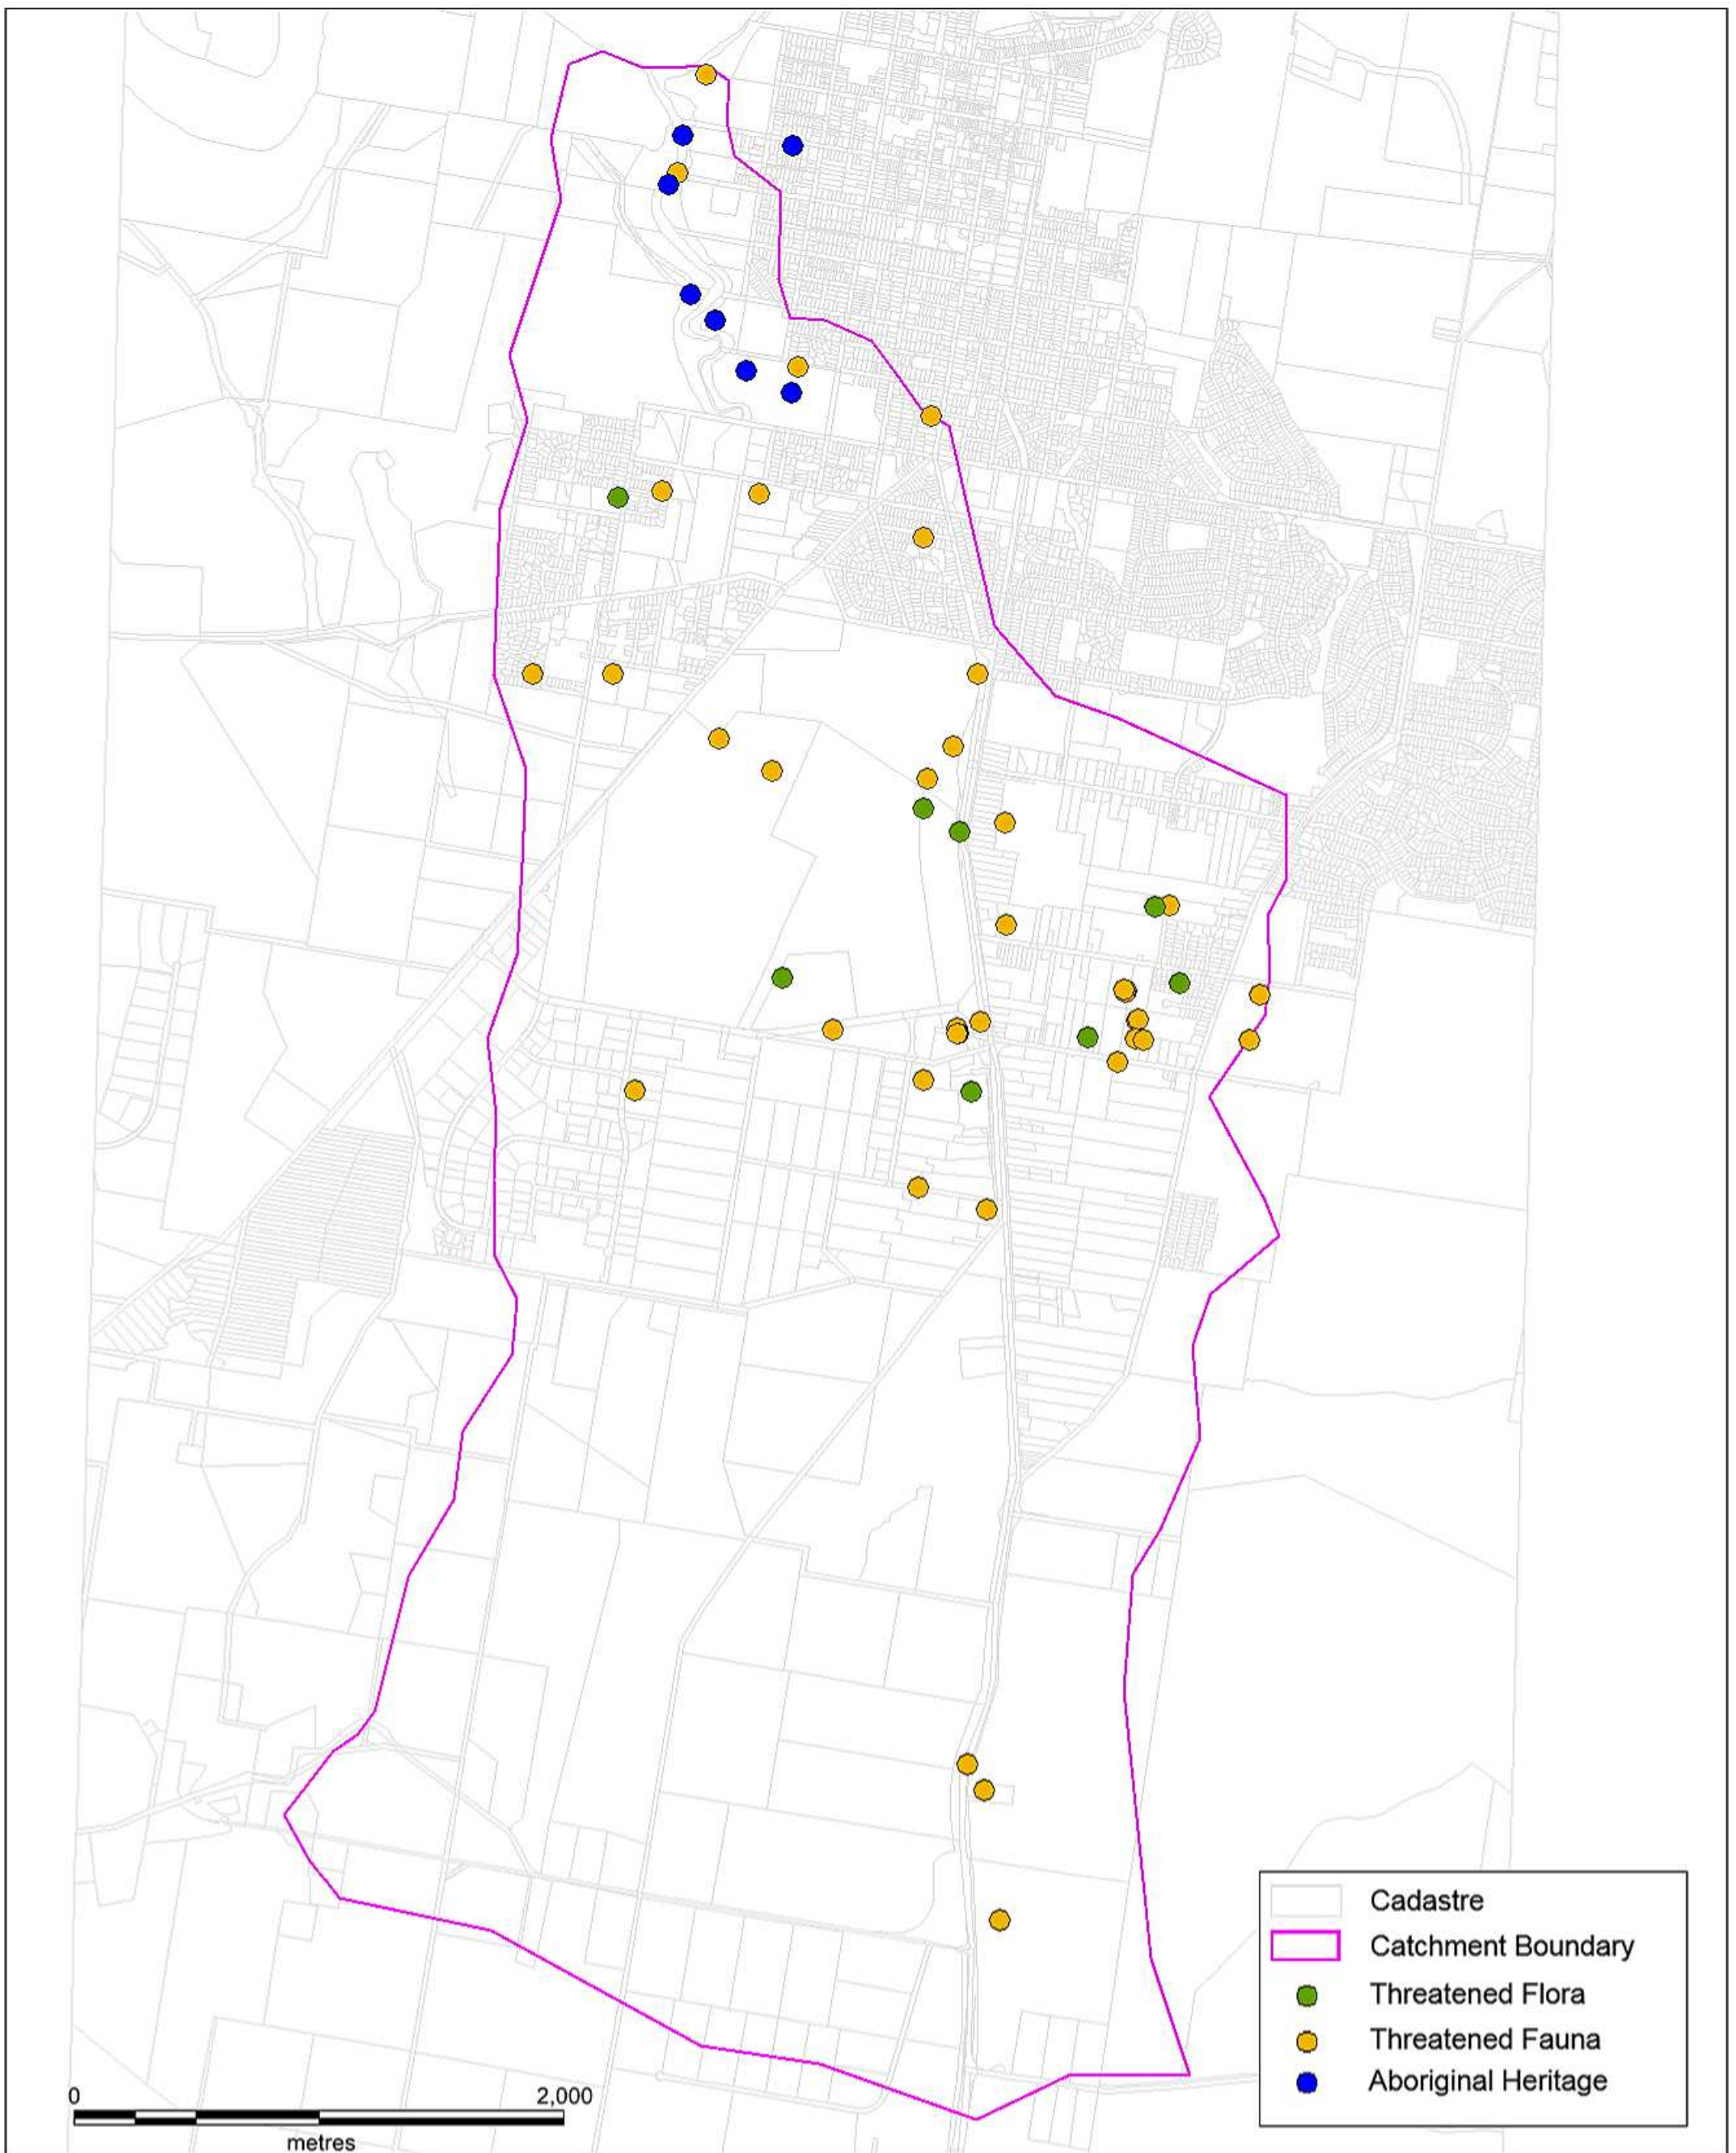 Cadastre
Catchment Boundary
Threatened Flora
Threatened Fauna
Aboriginal Heritage
0 2,000
metres